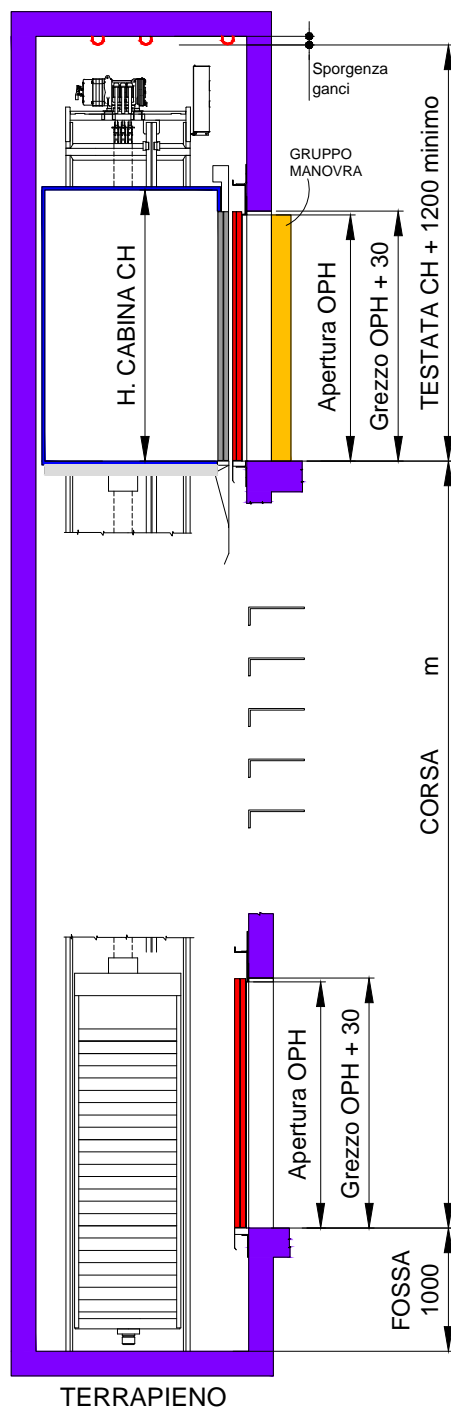 Sporgenza
ganci
GRUPPO
MANOVRA
H. CABINA CH
Apertura OPH
Grezzo OPH + 30
TESTATA CH + 1200 minimo
m
CORSA
Apertura OPH
Grezzo OPH + 30
FOSSA
1000
TERRAPIENO